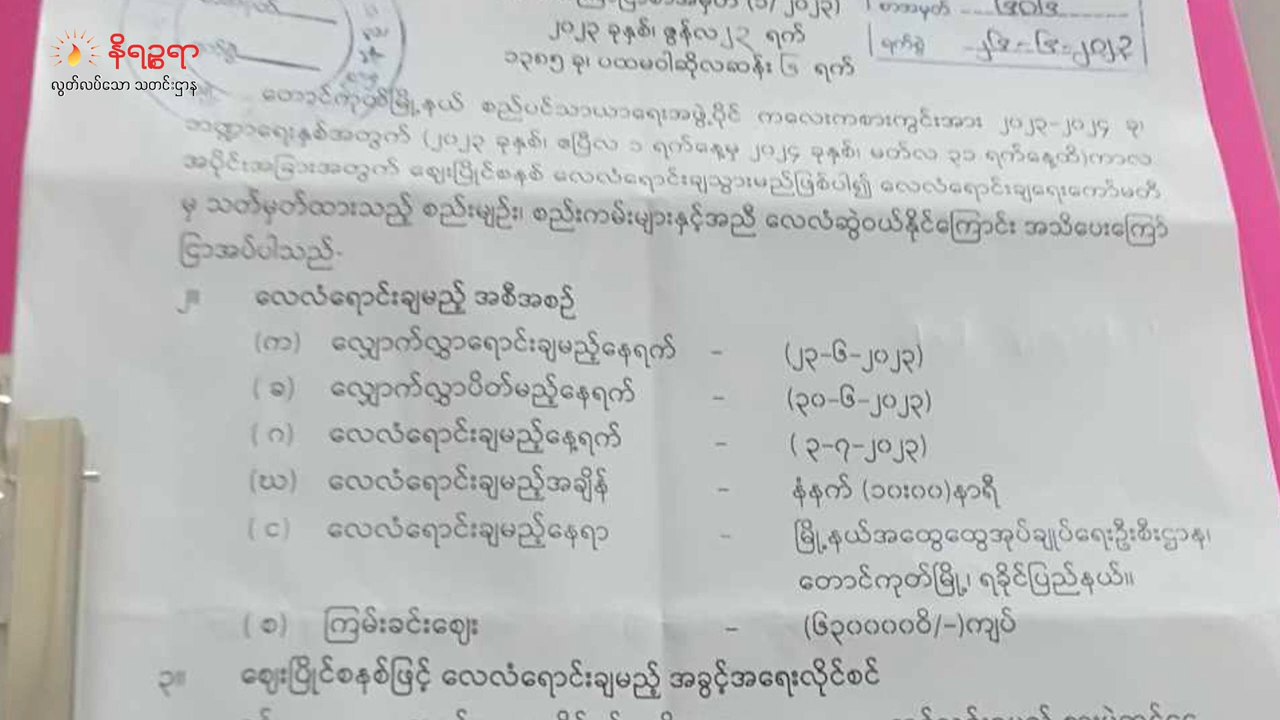 နိရဉ္စရာ
လွတ်လပ်သော သတင်းဌာန
(၁/၂၀၂၃)
စာအမှတ်
၂၀၂၃ ခုနှစ်၊ ဇွန်လ ၂၃ ရက်
ရက်စွဲ
၁၃၈၅ ခု၊ ပထမဝါဆိုလဆန်း ၆ ရက်
တောင်ကုတ်မြို့နယ် စည်ပင်သာယာရေးအဖွဲ့ပိုင် ကလေးကစားကွင်းအား ၂၀၂၃-၂၀၂၄ ခု၊
ဘဏ္ဍာရေးနှစ်အတွက် (၂၀၂၃ ခုနှစ်၊ ဧပြီလ ၁ ရက်နေ့မှ ၂၀၂၄ ခုနှစ်၊ မတ်လ ၃၁ ရက်နေ့ထိ)ကာလ
အပိုင်းအခြားအတွက် ဈေးပြိုင်စနစ် လေလံရောင်းချသွားမည်ဖြစ်ပါ၍ လေလံရောင်းချရေးကော်မတီ
မှ သတ်မှတ်ထားသည့် စည်းမျဉ်း၊ စည်းကမ်းများနှင့်အညီ လေလံဆွဲဝယ်နိုင်ကြောင်း အသိပေးကြော်
ငြာအပ်ပါသည်-
၂။ လေလံရောင်းချမည့် အစီအစဉ်
(က) လျှောက်လွှာရောင်းချမည့်နေ့ရက် - (၂၃-၆-၂၀၂၃)
(ခ) လျှောက်လွှာပိတ်မည့်နေ့ရက် - (၃၀-၆-၂၀၂၃)
(ဂ) လေလံရောင်းချမည့်နေ့ရက် - (၃-၇-၂၀၂၃)
(ဃ) လေလံရောင်းချမည့်အချိန် - နံနက် (၁၀း၀၀)နာရီ
(င) လေလံရောင်းချမည့်နေရာ - မြို့နယ်အထွေထွေအုပ်ချုပ်ရေးဦးစီးဌာန၊
တောင်ကုတ်မြို့၊ ရခိုင်ပြည်နယ်။
(စ) ကြမ်းခင်းဈေး - (၆၃၀၀၀၀၀ိ/-)ကျပ်
၃။ ဈေးပြိုင်စနစ်ဖြင့် လေလံရောင်းချမည့် အခွင့်အရေးလိုင်စင်